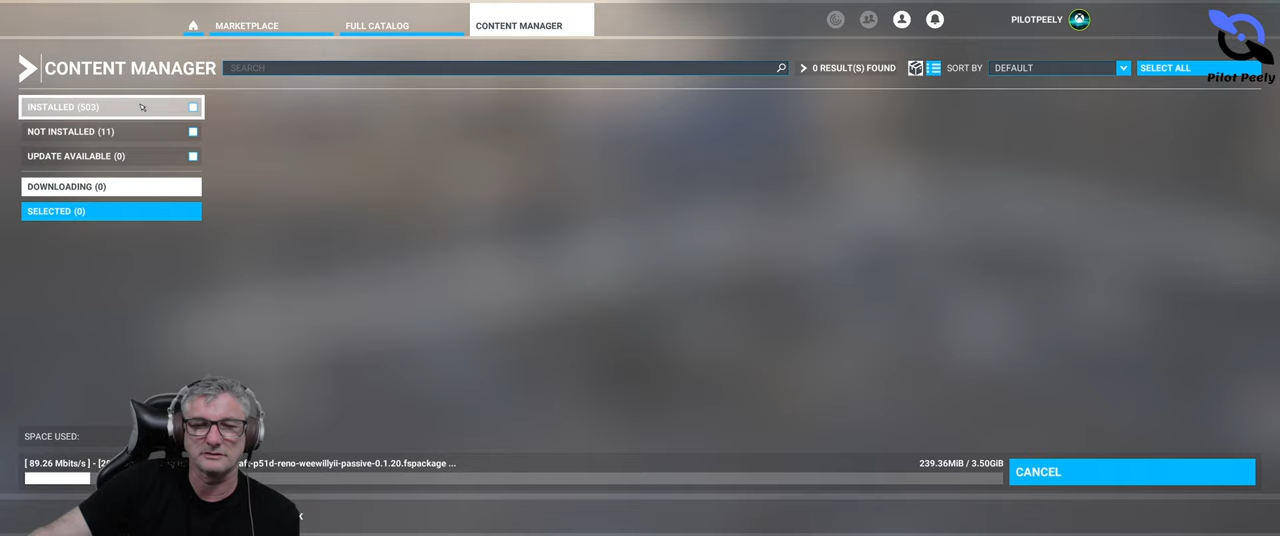 MARKETPLACE
FULL CATALOG
CONTENT MANAGER
PILOTPEELY
CONTENT MANAGER
SEARCH
0 RESULT(S) FOUND
SORT BY
DEFAULT
SELECT ALL
Pilot Peely
INSTALLED (503)
NOT INSTALLED (11)
UPDATE AVAILABLE (0)
DOWNLOADING (0)
SELECTED (0)
SPACE USED:
[ 89.26 Mbits/s ] - p51d-reno-weewillyii-passive-0.1.20.fspackage ...
239.36MiB / 3.50GiB
CANCEL